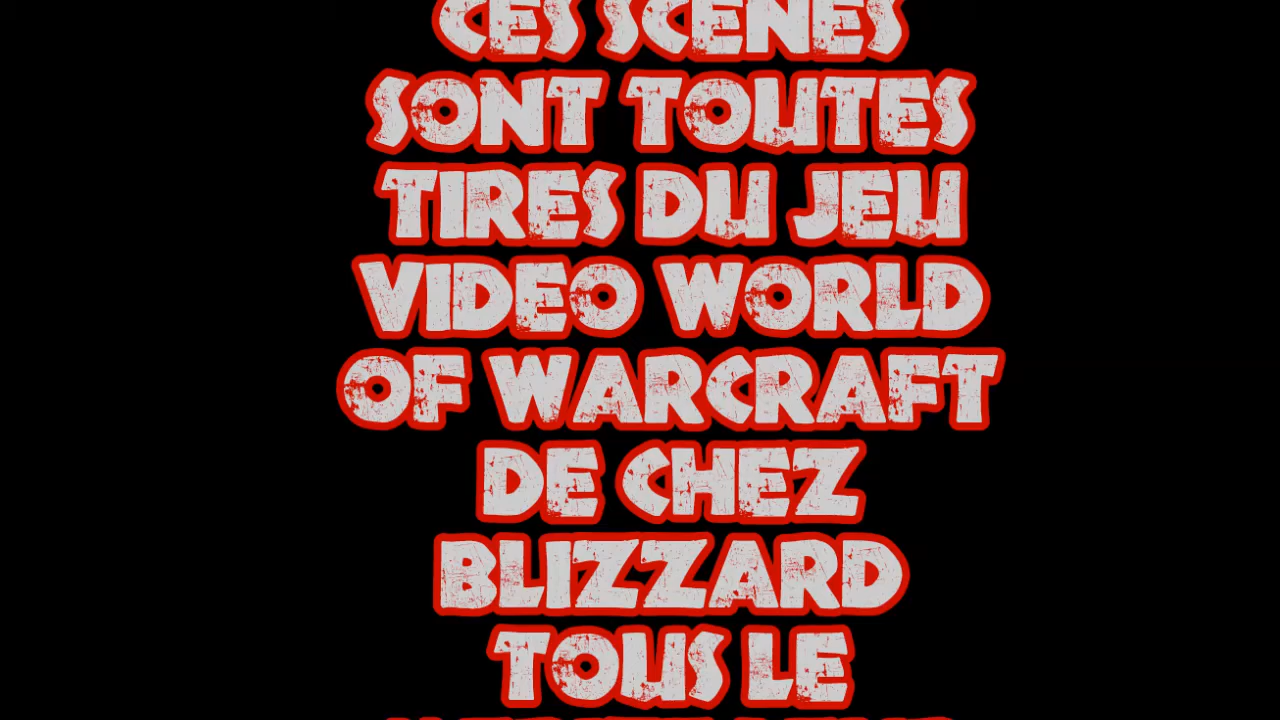 CES SCENES
SONT TOUTES
TIRES DU JEU
VIDEO WORLD
OF WARCRAFT
DE CHEZ
BLIZZARD
TOUS LE